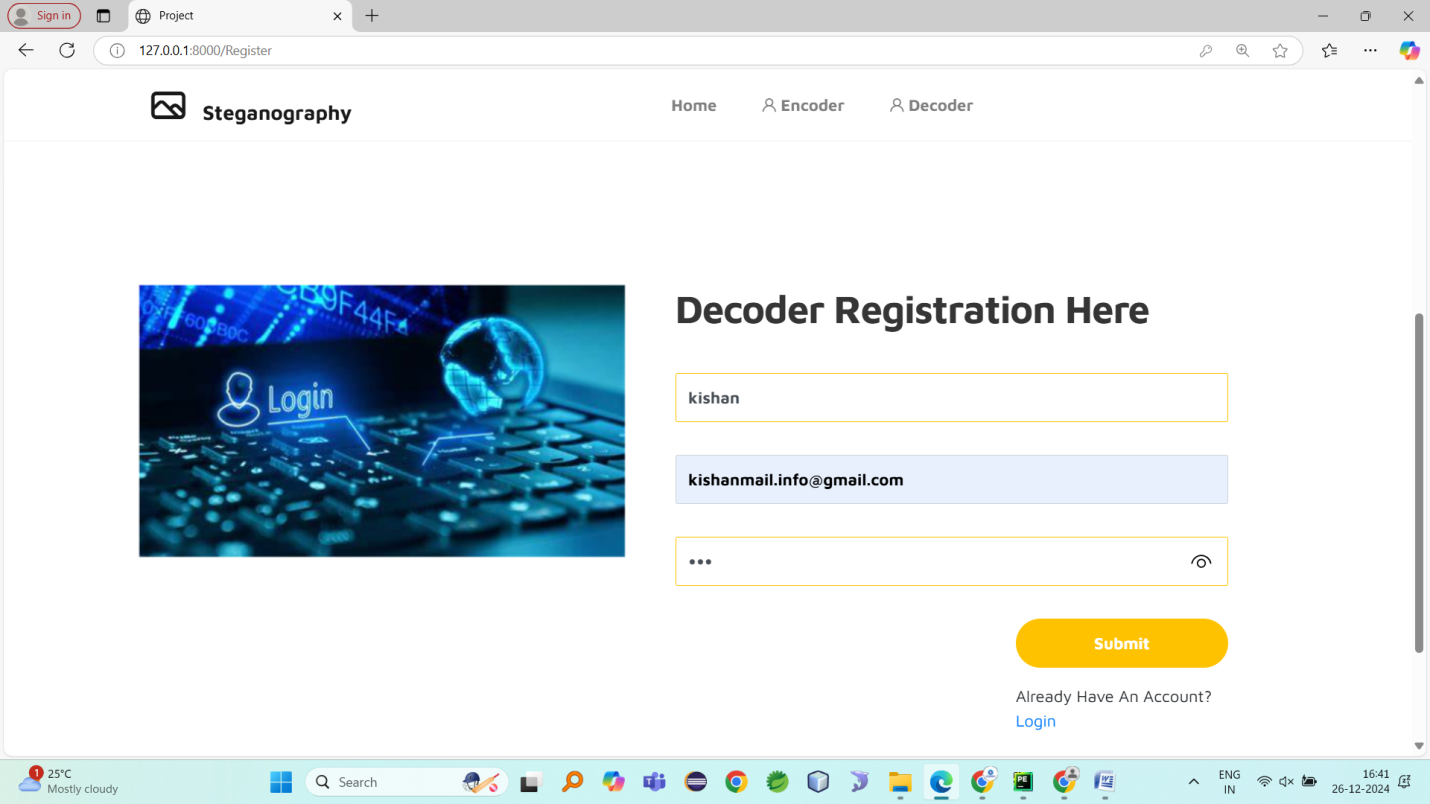 Sign in
Project
127.0.0.1:8000/Register
Steganography
Home
Encoder
Decoder
CB9F44F
Login
Decoder Registration Here
kishan
kishanmail.info@gmail.com
•••
Submit
Already Have An Account?
Login
1
25°C
Mostly cloudy
Search
ENG
IN
16:41
26-12-2024